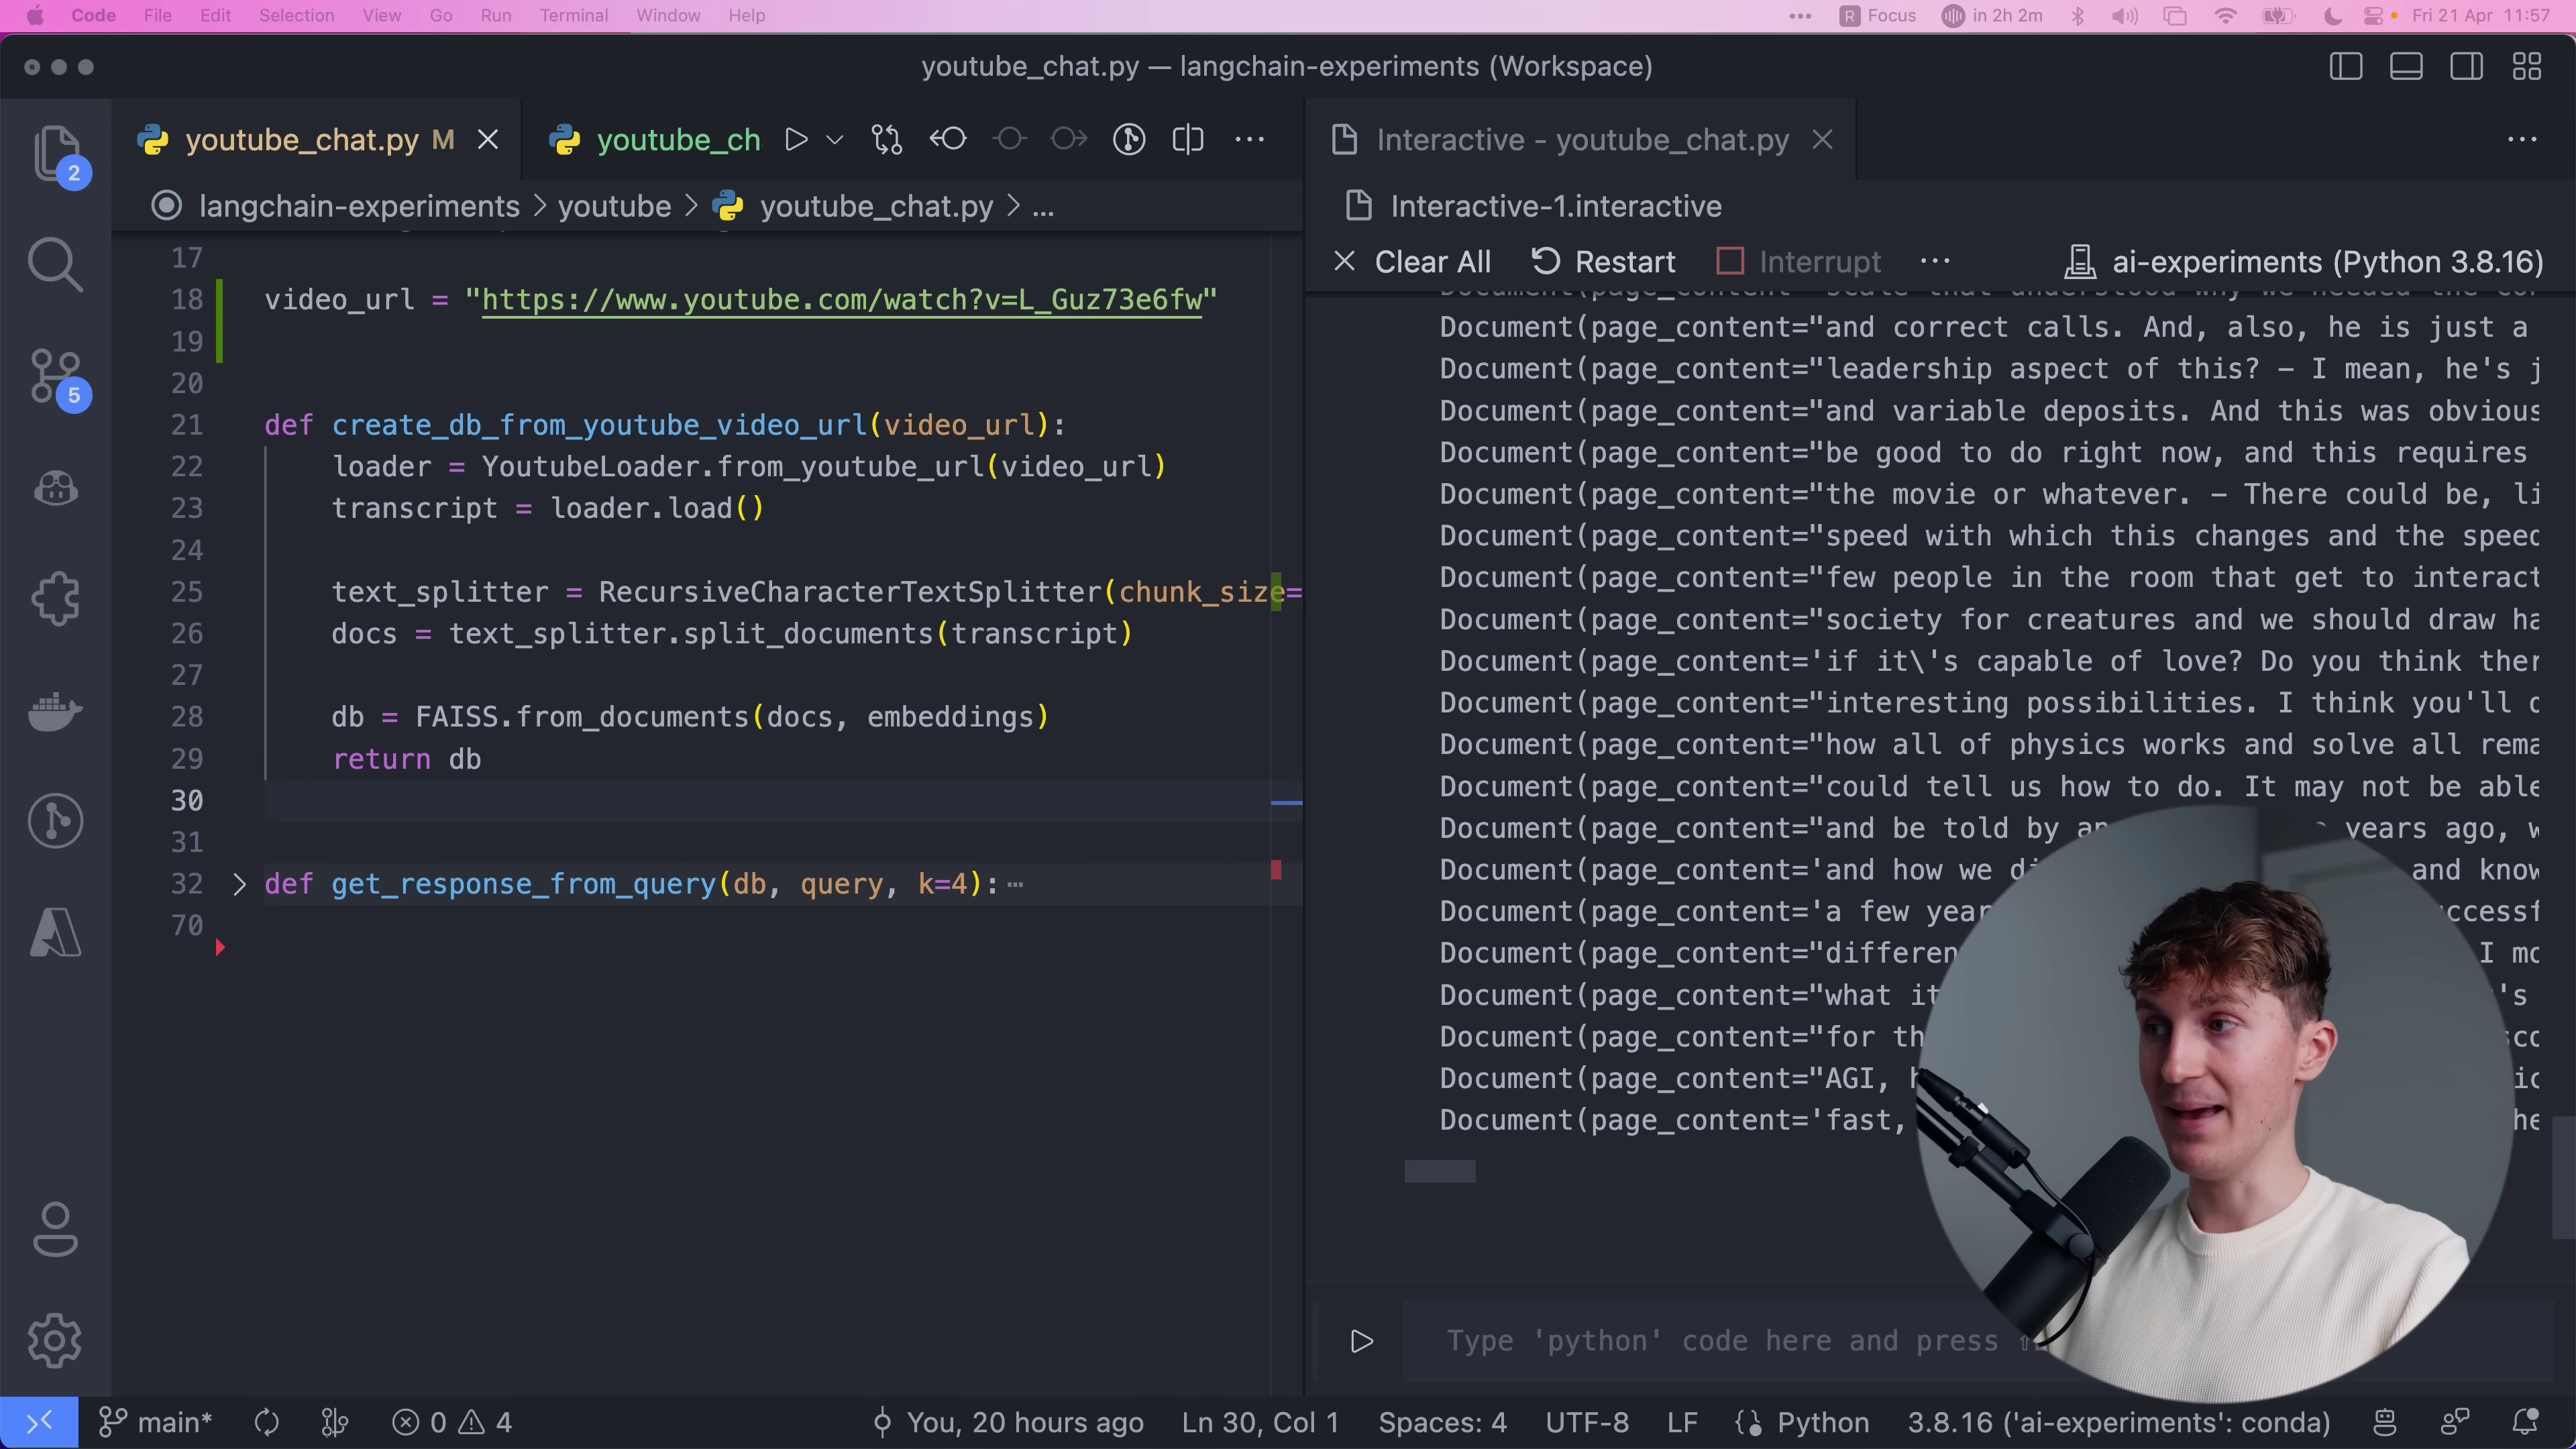 Code File Edit Selection View Go Run Terminal Window Help
R Focus in 2h 2m Fri 21 Apr 11:57
youtube_chat.py — langchain-experiments (Workspace)
youtube_chat.py M
youtube_ch
langchain-experiments > youtube > youtube_chat.py > ...
2
5
17
18 video_url = "https://www.youtube.com/watch?v=L_Guz73e6fw"
19
20
21 def create_db_from_youtube_video_url(video_url):
22 loader = YoutubeLoader.from_youtube_url(video_url)
23 transcript = loader.load()
24
25 text_splitter = RecursiveCharacterTextSplitter(chunk_size=
26 docs = text_splitter.split_documents(transcript)
27
28 db = FAISS.from_documents(docs, embeddings)
29 return db
30
31
32 def get_response_from_query(db, query, k=4):
70
Interactive - youtube_chat.py
Interactive-1.interactive
Clear All Restart Interrupt ... ai-experiments (Python 3.8.16)
Document(page_content="and correct calls. And, also, he is just a
Document(page_content="leadership aspect of this? - I mean, he's j
Document(page_content="and variable deposits. And this was obvious
Document(page_content="be good to do right now, and this requires
Document(page_content="the movie or whatever. - There could be, li
Document(page_content="speed with which this changes and the speed
Document(page_content="few people in the room that get to interact
Document(page_content="society for creatures and we should draw ha
Document(page_content='if it\'s capable of love? Do you think ther
Document(page_content="interesting possibilities. I think you'll
Document(page_content="how all of physics works and solve all rema
Document(page_content="could tell us how to do. It may not be able
Document(page_content="and be told by years ago, w
Document(page_content='and how we and know
Document(page_content='a few year
Document(page_content="differen I mo
Document(page_content="what it 's
Document(page_content="for th
Document(page_content="AGI,
Document(page_content='fast, he
Type 'python' code here and press
main* 0 4 You, 20 hours ago Ln 30, Col 1 Spaces: 4 UTF-8 LF Python 3.8.16 ('ai-experiments': conda)